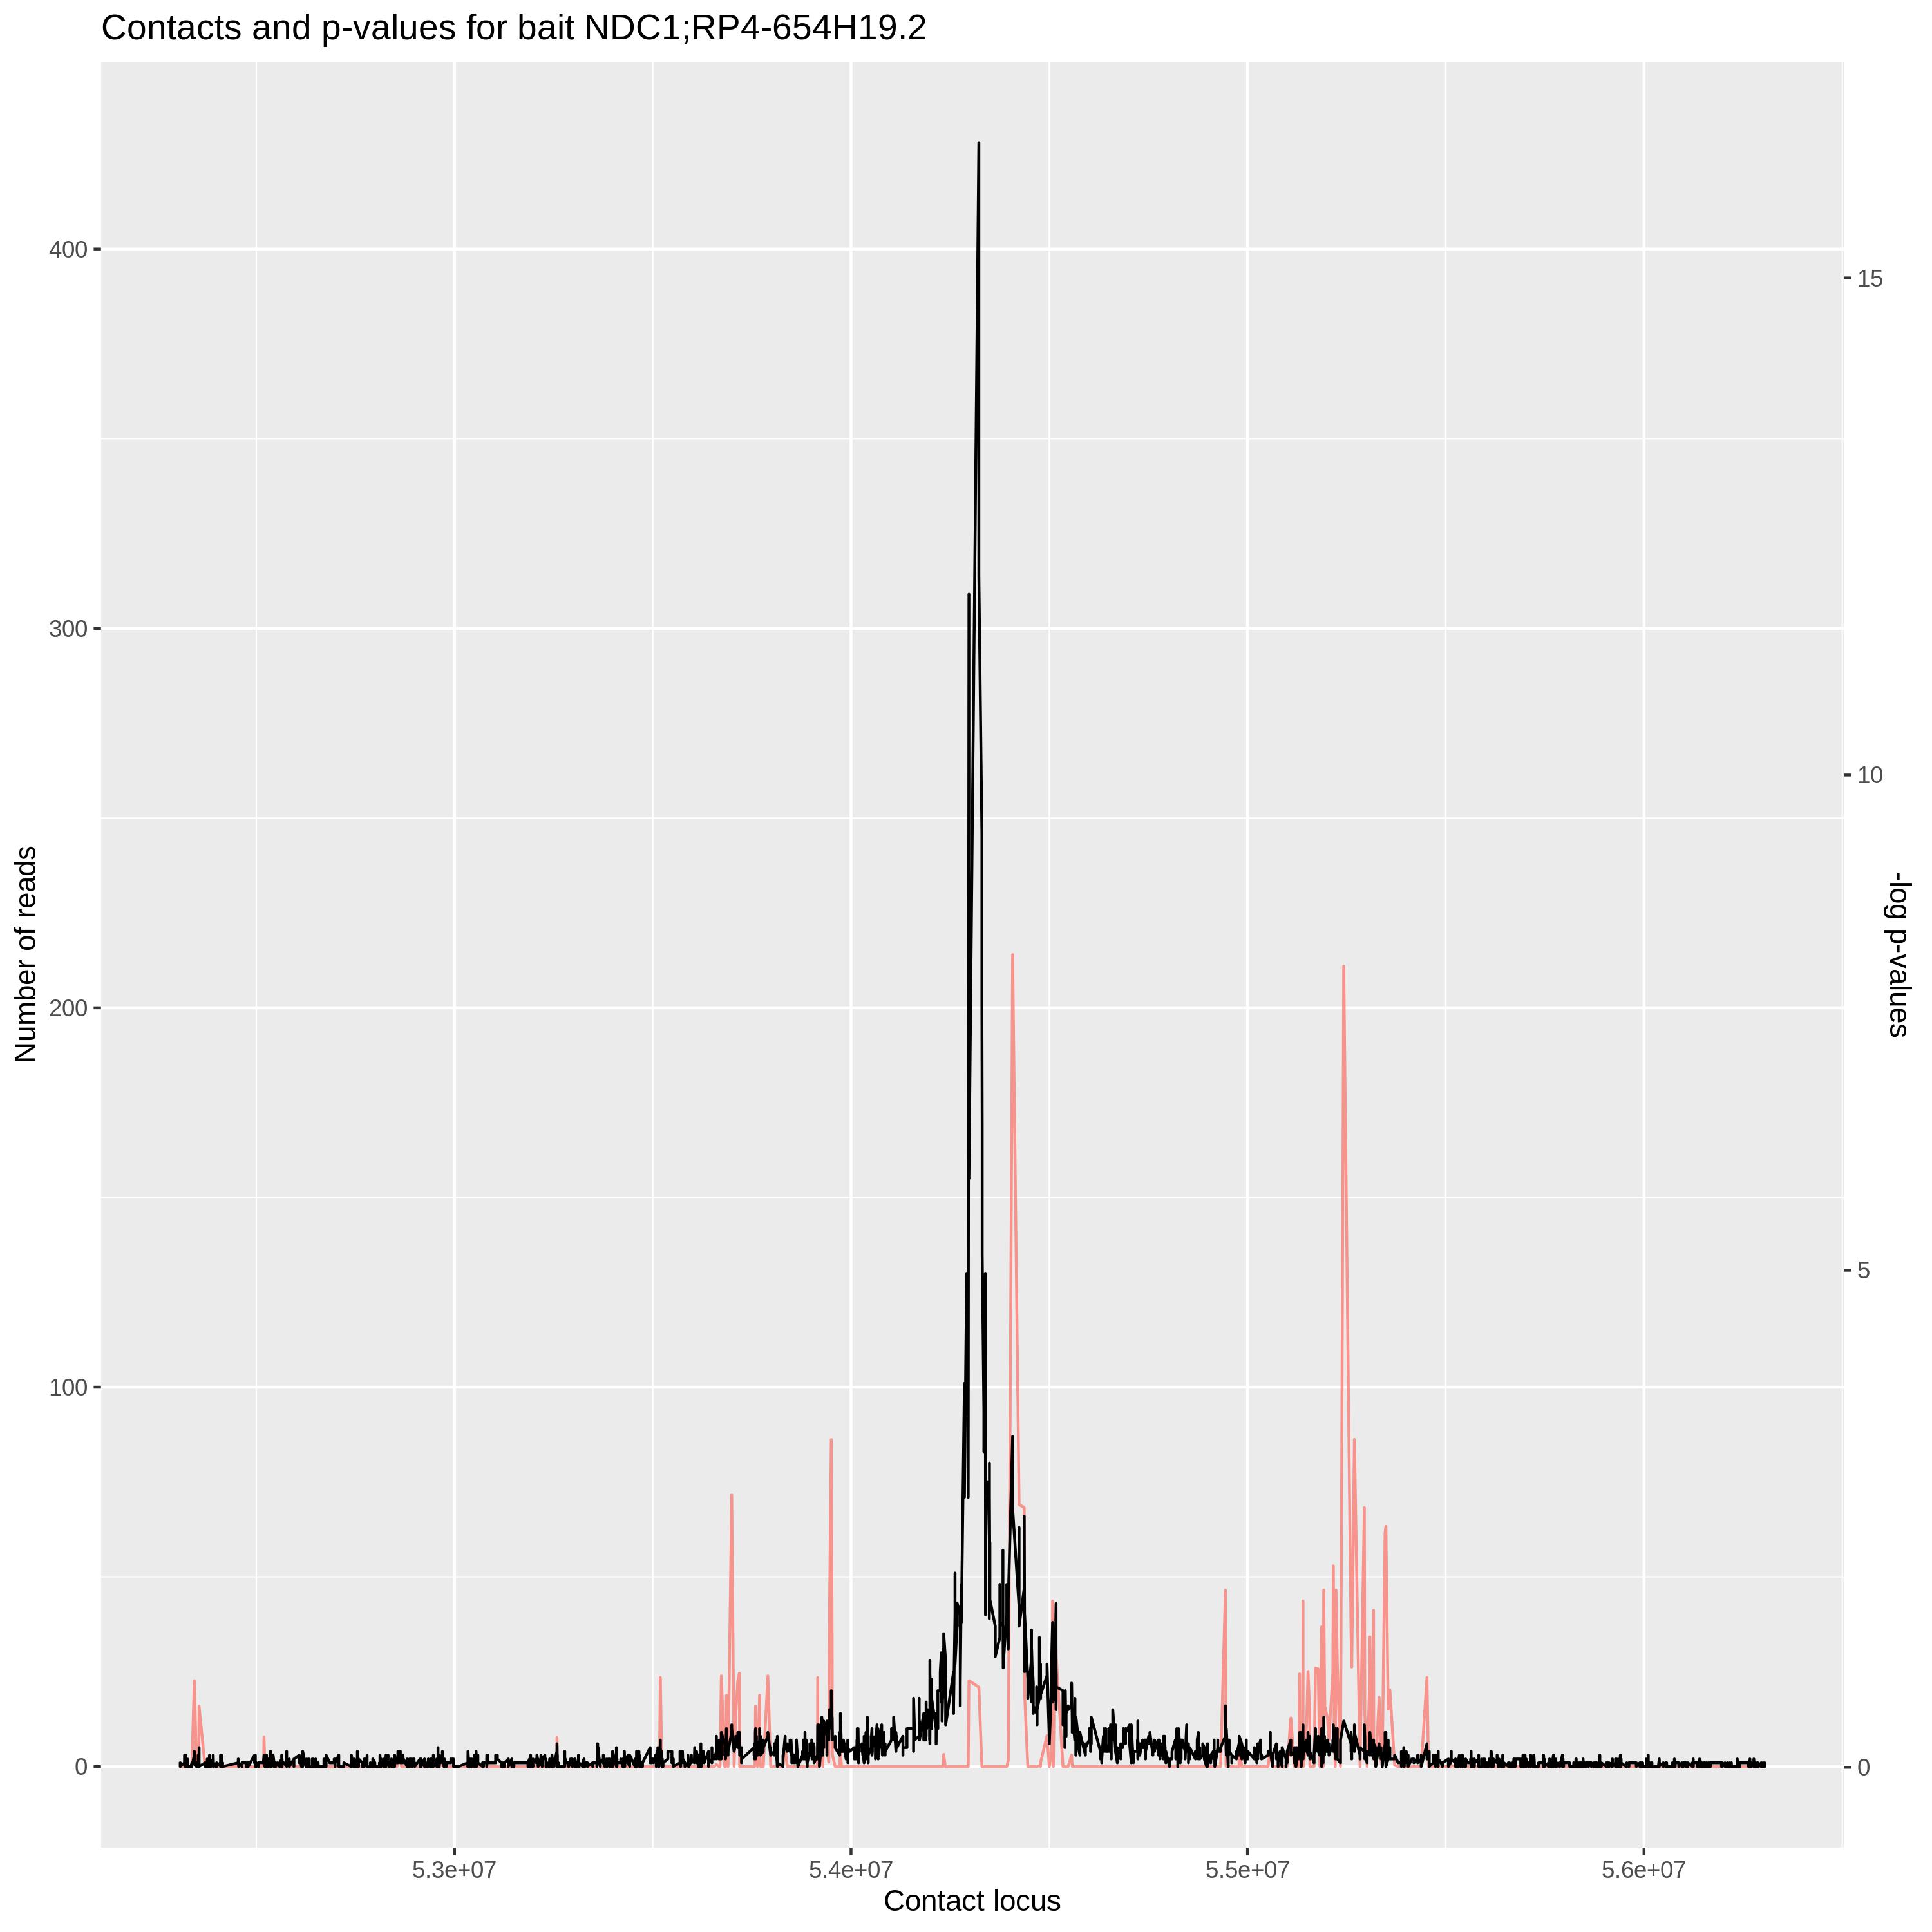 Contacts and p-values for bait NDC1;RP4-654H19.2
Number of reads
400
300
200
100
0
15
10
5
0
-log p-values
5.3e+07
5.4e+07
5.5e+07
5.6e+07
Contact locus